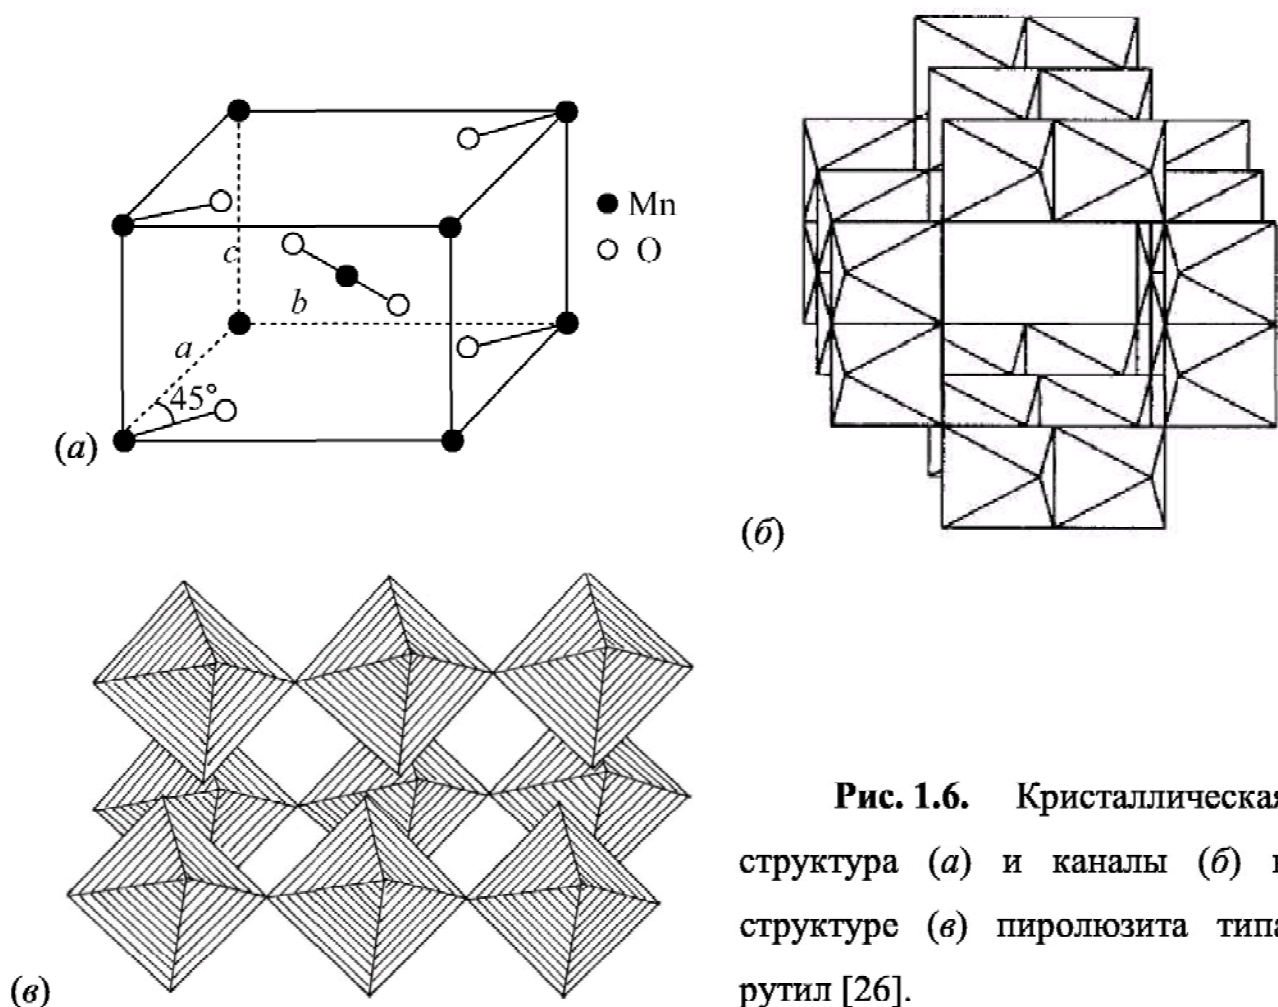 Mn
O
c
b
a
45°
(а)
(б)
(в)
Рис. 1.6. Кристаллическая
структура (а) и каналы (б) в
структуре (в) пиролюзита типа
рутил [26].